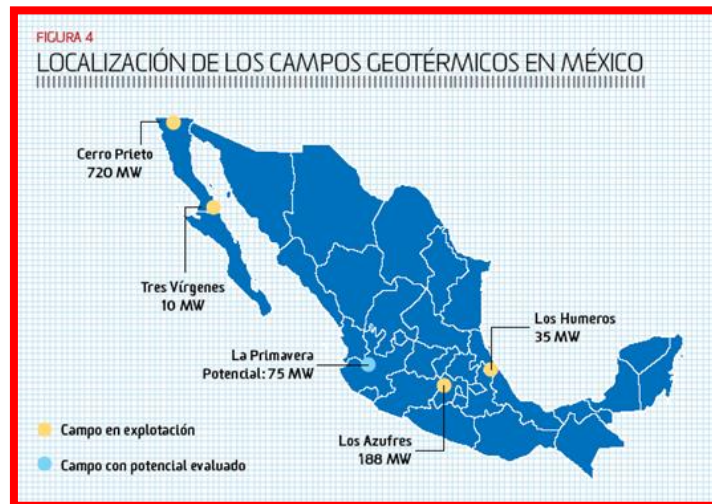 FIGURA 4
LOCALIZACIÓN DE LOS CAMPOS GEOTÉRMICOS EN MÉXICO
Cerro Prieto
720 MW
Tres Vírgenes
10 MW
Los Humeros
35 MW
La Primavera
Potencial: 75 MW
Los Azufres
188 MW
Campo en explotación
Campo con potencial evaluado